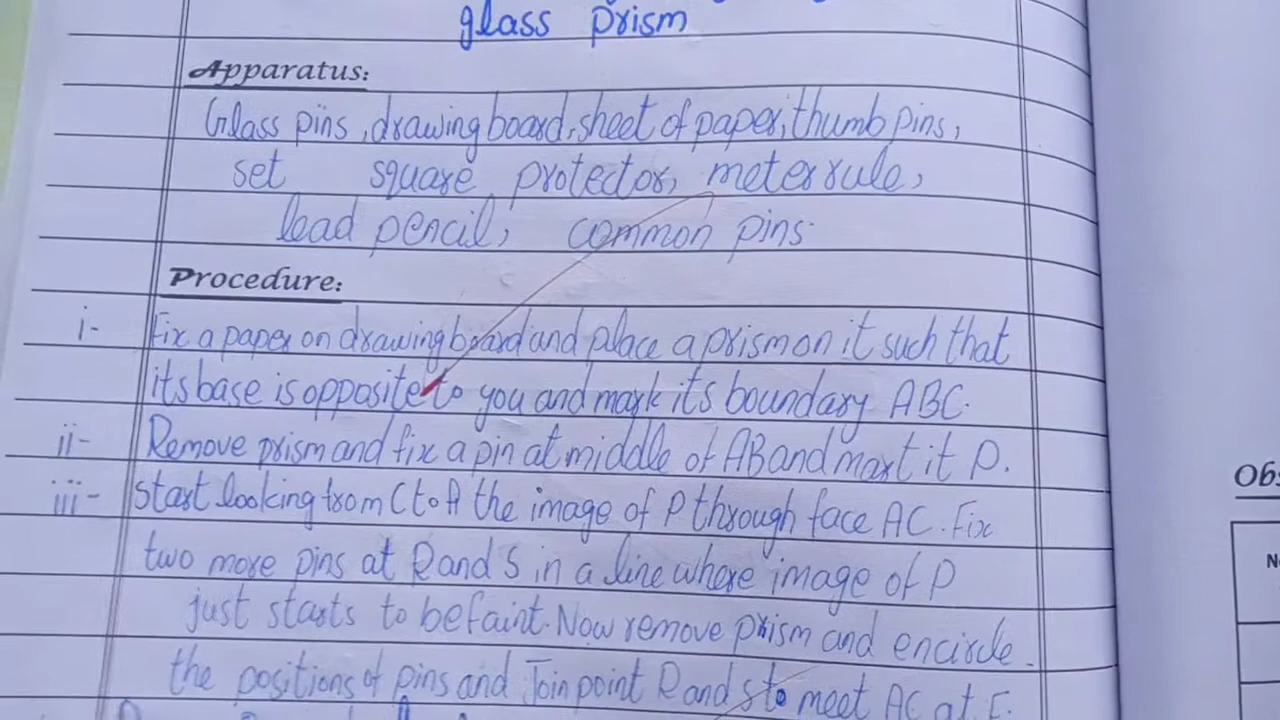 glass prism
Apparatus:
Glass pins, drawing board, sheet of paper, thumb pins,
set square protector, meter rule,
lead pencil, common pins.
Procedure:
i- Fix a paper on drawing board and place a prism on it such that
its base is opposite to you and mark its boundary ABC.
ii- Remove prism and fix a pin at middle of AB and mart it P.
iii- Start looking from C to A the image of P through face AC. Fix
two more pins at R and S in a line where image of P
just starts to be faint. Now remove prism and encircle
the positions of pins and Join point R and S to meet AC at E.
Obs